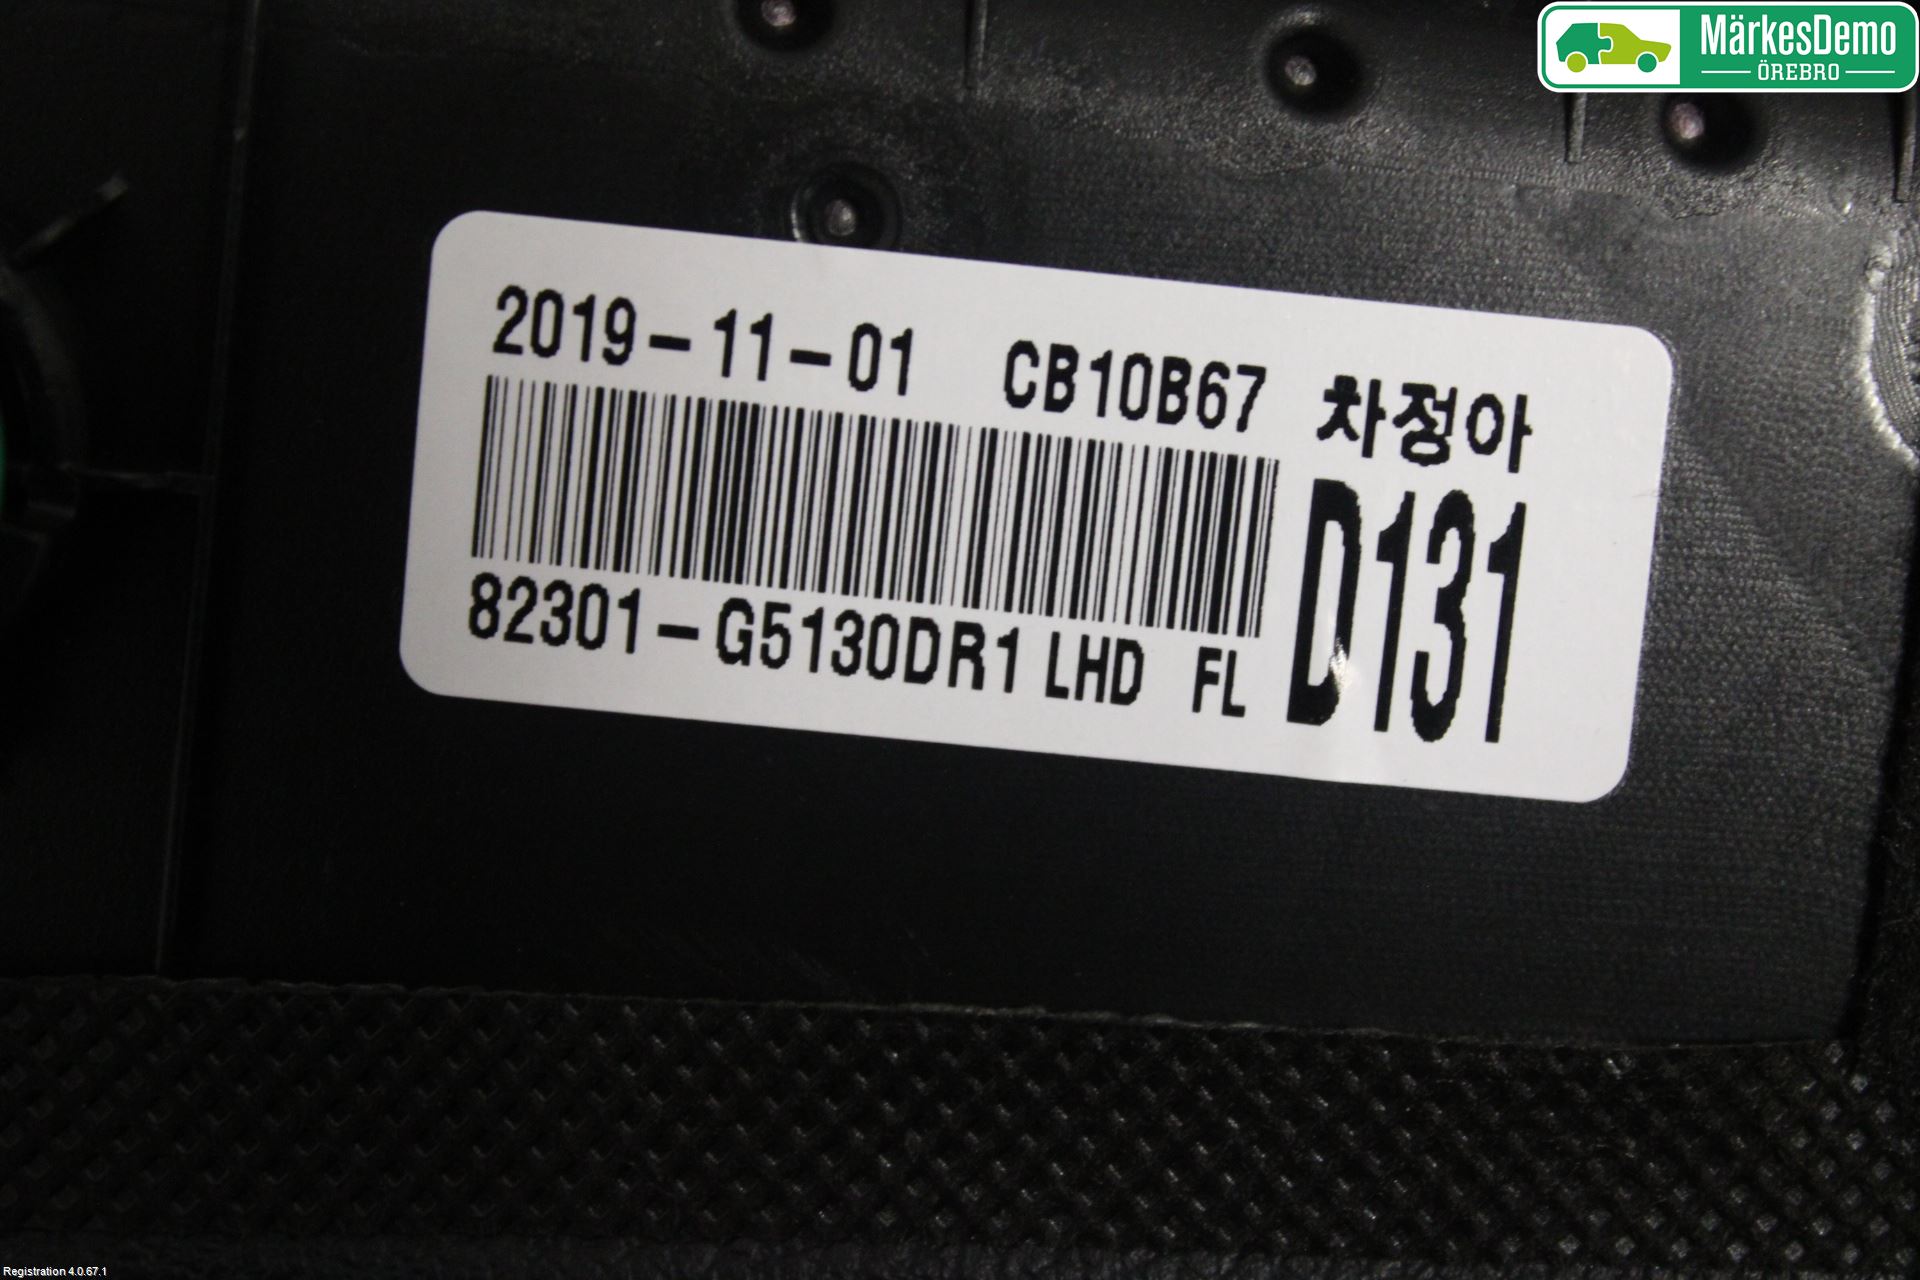 MärkesDemo
ÖREBRO
2019-11-01 CB10B67 차정아
D131
82301-G5130DR1 LHD FL
Registration 4.0.67.1